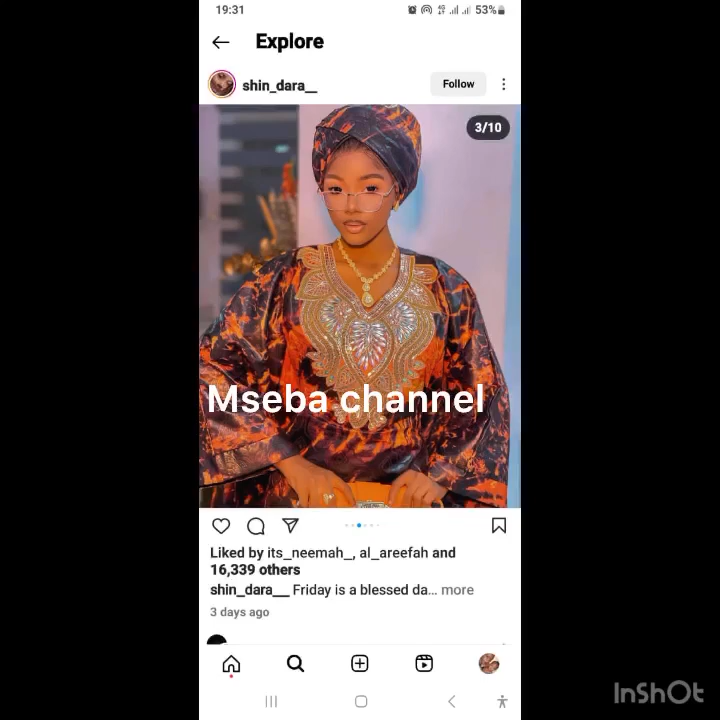 19:31
53%
Explore
shin_dara__
Follow
3/10
Mseba channel
Liked by its_neemah_, al_areefah and
16,339 others
shin_dara__ Friday is a blessed da... more
3 days ago
InShOt